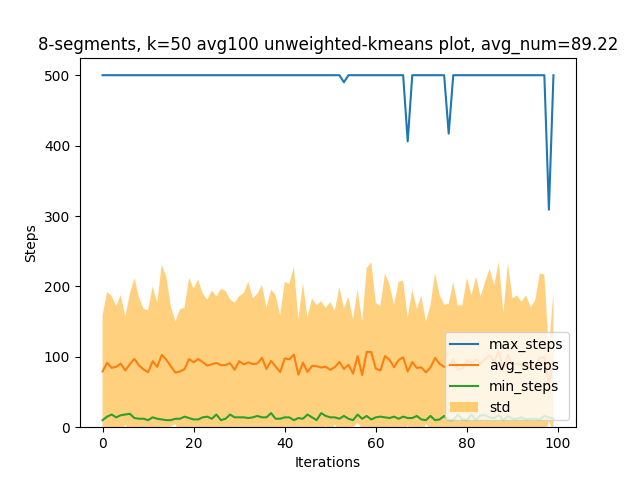 8-segments, k=50 avg100 unweighted-kmeans plot, avg_num=89.22
500
400
300
200
100
0
Steps
0 20 40 60 80 100
Iterations
max_steps
avg_steps
min_steps
std